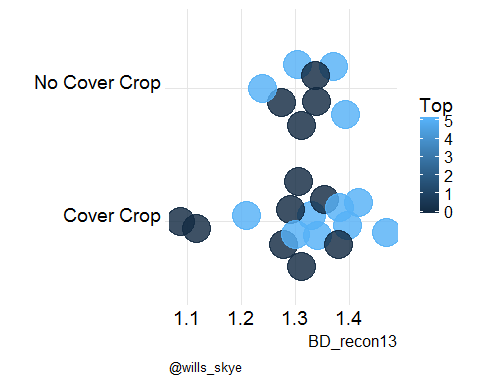 No Cover Crop
Cover Crop
1.1 1.2 1.3 1.4
BD_recon13
@wills_skye
Top
5
4
3
2
1
0